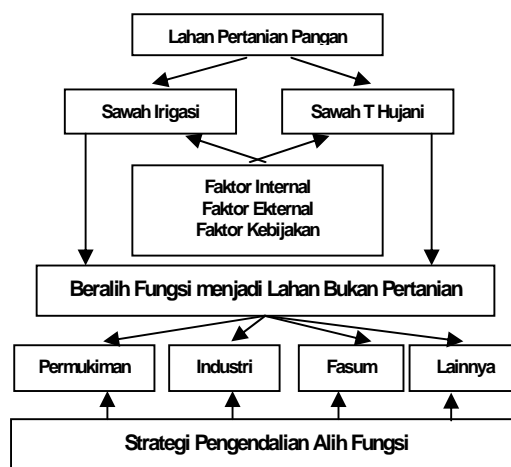 Lahan Pertanian Pangan
Sawah Irigasi
Sawah T Hujani
Faktor Internal
Faktor Ekternal
Faktor Kebijakan
Beralih Fungsi menjadi Lahan Bukan Pertanian
Permukiman
Industri
Fasum
Lainnya
Strategi Pengendalian Alih Fungsi